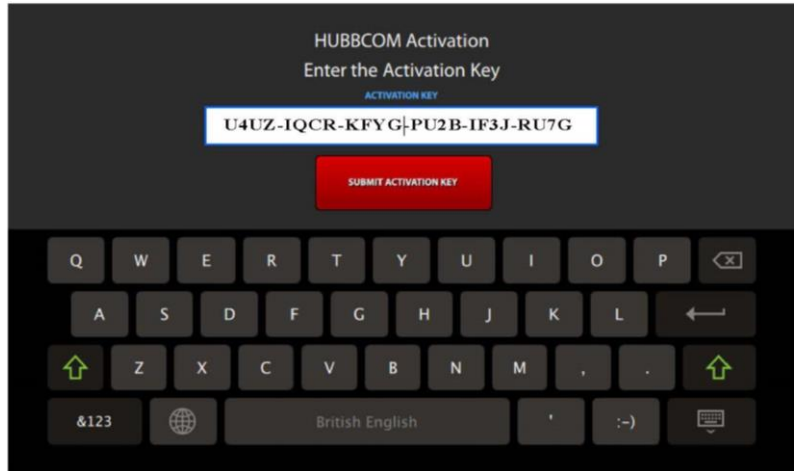 HUBBCOM Activation
Enter the Activation Key
ACTIVATION KEY
U4UZ-IQCR-KFYG-PU2B-IF3J-RU7G
SUBMIT ACTIVATION KEY
Q W E R T Y U I O P
A S D F G H J K L
Z X C V B N M , .
&123 British English ' :-)